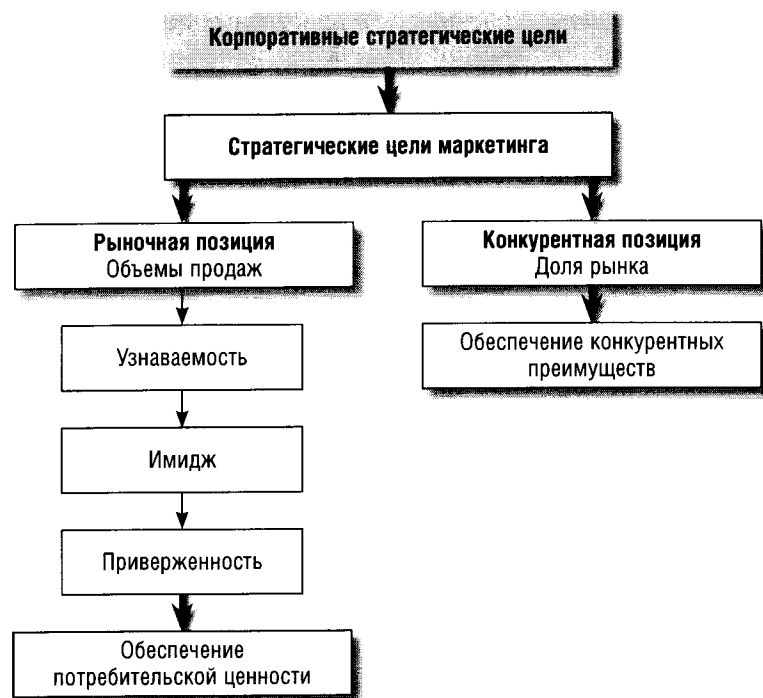 Корпоративные стратегические цели
Стратегические цели маркетинга
Рыночная позиция
Объемы продаж
Конкурентная позиция
Доля рынка
Узнаваемость
Обеспечение конкурентных
преимуществ
Имидж
Приверженность
Обеспечение
потребительской ценности